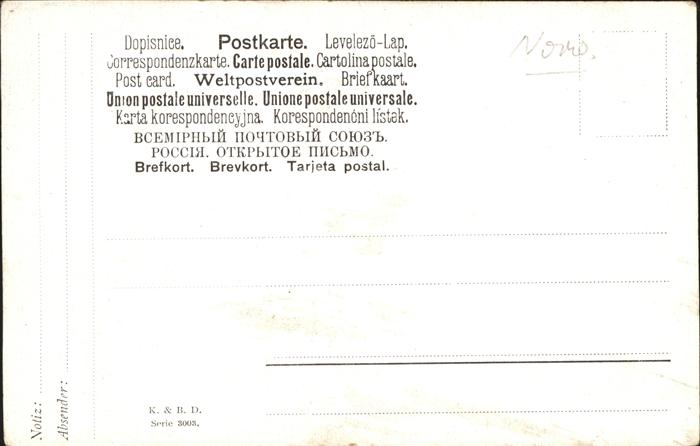 Dopisnice. Postkarte. Levelező-Lap.
Correspondenzkarte. Carte postale. Cartolina postale.
Post card. Weltpostverein. Briefkaart.
Union postale universelle. Unione postale universale.
Karta korespondencyjna. Korespondenčni lístek.
ВСЕМІРНЫЙ ПОЧТОВЫЙ СОЮЗЪ.
РОССІЯ. ОТКРЫТОЕ ПИСЬМО.
Brefkort. Brevkort. Tarjeta postal.
Notiz:
Absender:
K. & B. D.
Serie 3003.